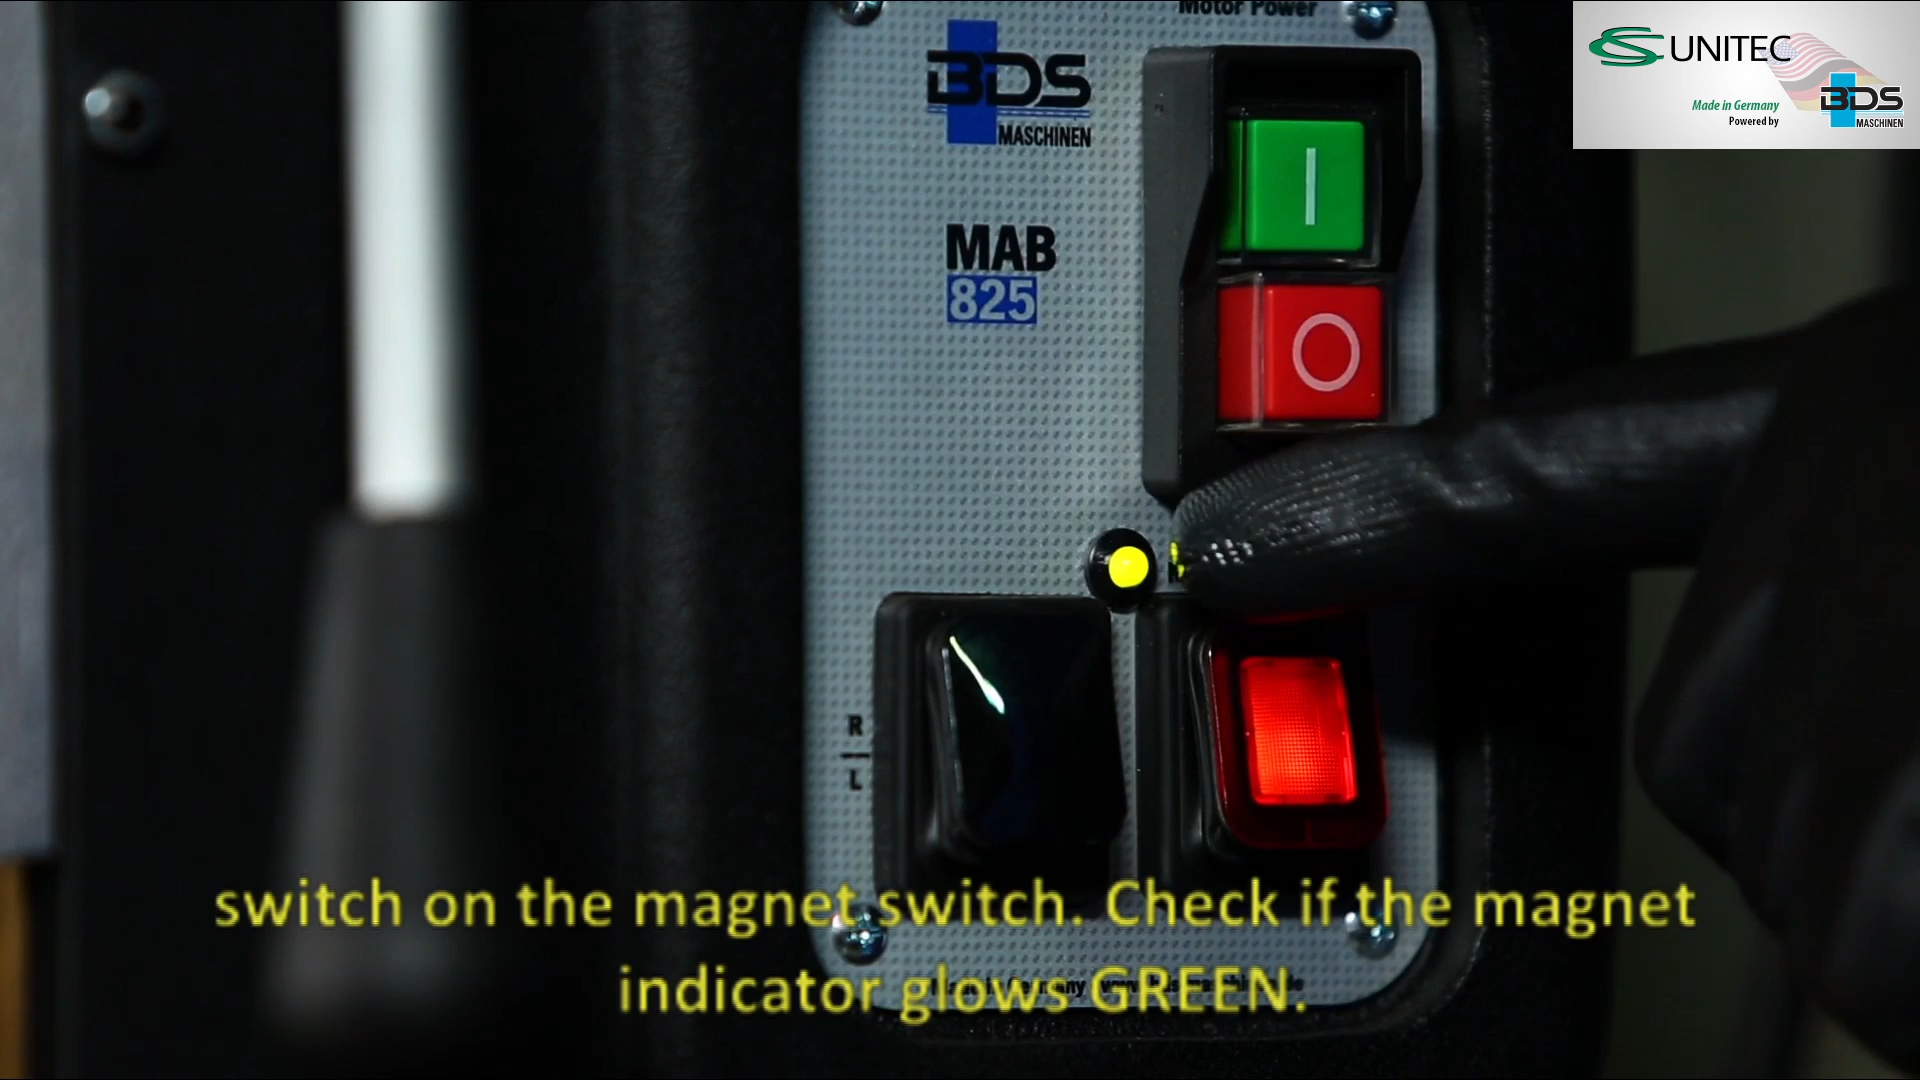 Motor Power
BDS
MASCHINEN
MAB
825
I
O
R
L
CS UNITEC
Made in Germany
Powered by
BDS
MASCHINEN
switch on the magnet switch. Check if the magnet
indicator glows GREEN.